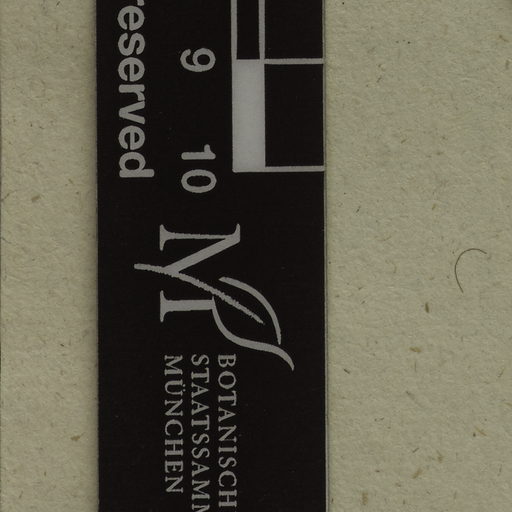 reserved
9
10
M
BOTANISCH
STAATSSAMM
MÜNCHEN